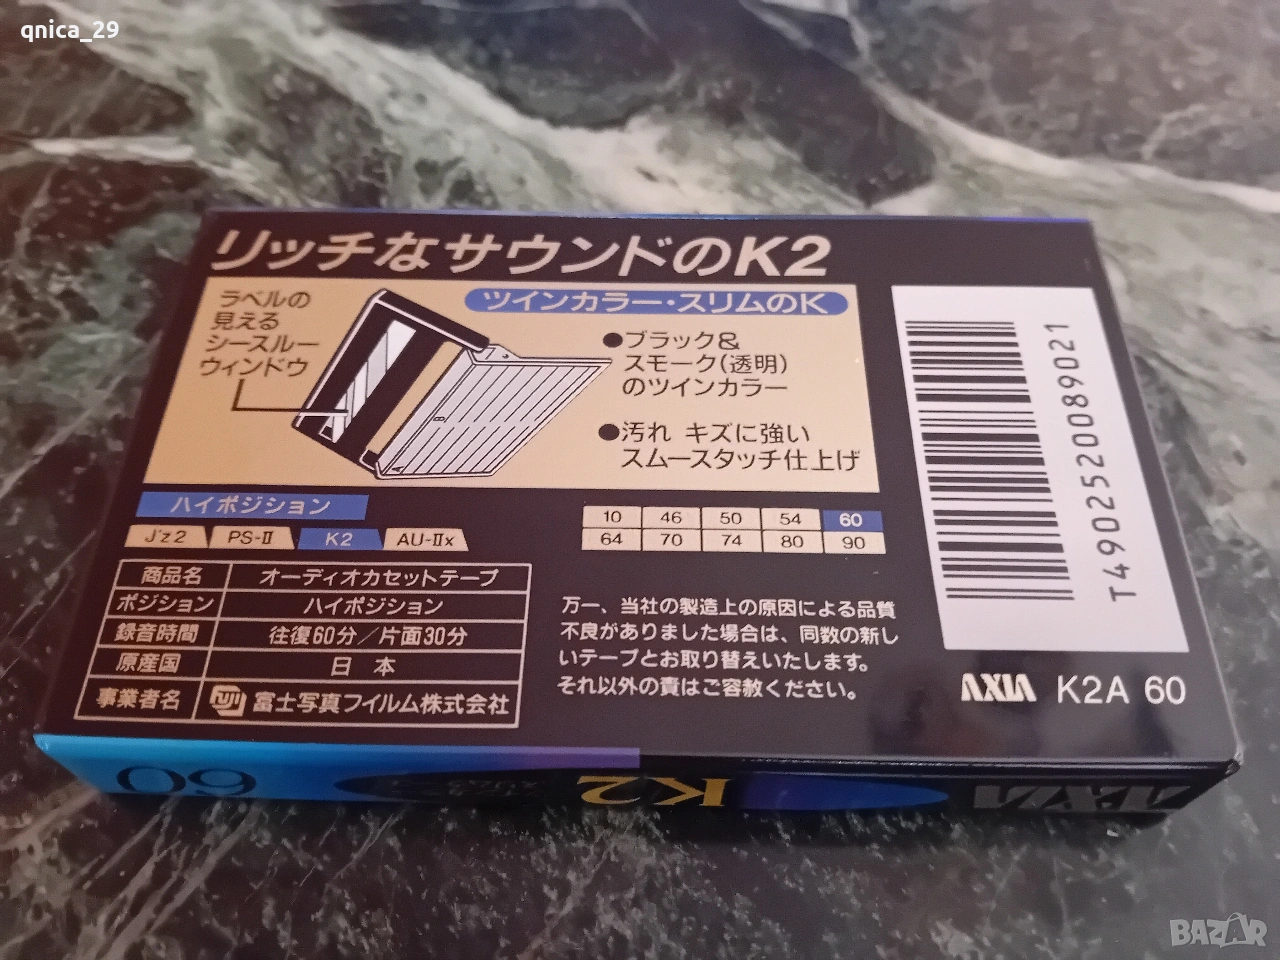 qnica_29
リッチなサウンドのK2
ラベルの
見える
シースルー
ウィンドウ
ツインカラー・スリムのK
●ブラック&
スモーク(透明)
のツインカラー
●汚れ キズに強い
スムースタッチ仕上げ
ハイポジション
J'z2 PS-II K2 AU-IIx
10 46 50 54 60
64 70 74 80 90
商品名 オーディオカセットテープ
ポジション ハイポジション
録音時間 往復60分/片面30分
原産国 日本
事業者名 FUJI 富士写真フイルム株式会社
万一、当社の製造上の原因による品質
不良がありました場合は、同数の新し
いテープとお取り替えいたします。
それ以外の責はご容赦ください。
T4902520089021
AXIA K2A 60
60 K2 AXIA
BAZAR